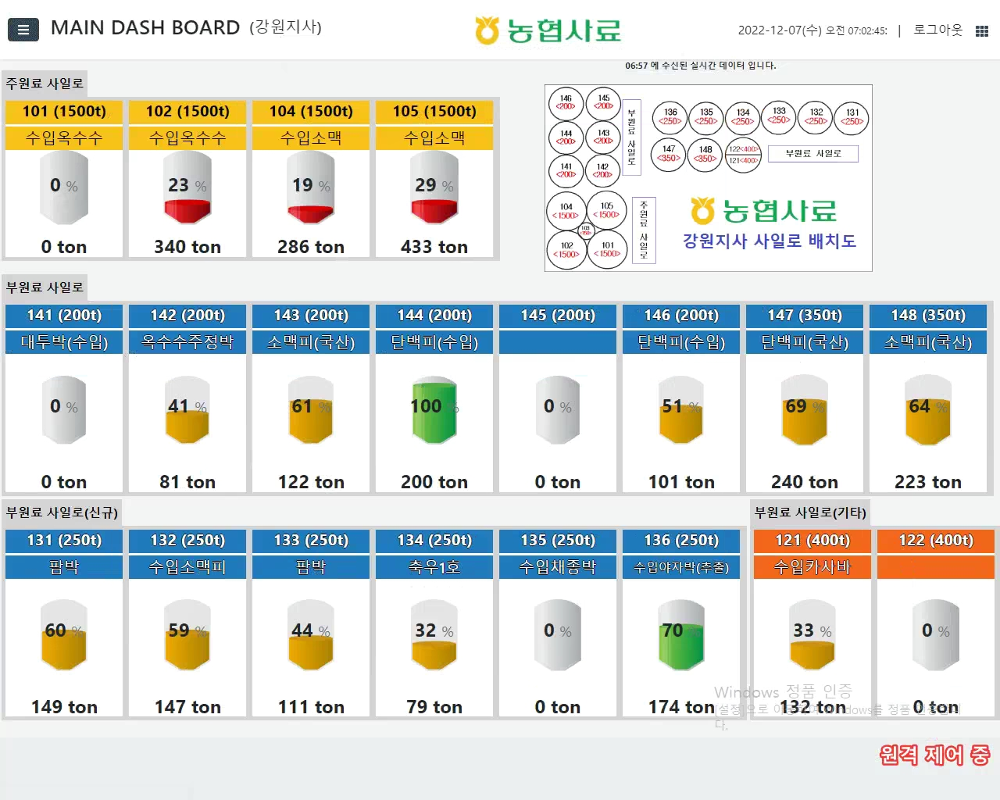 MAIN DASH BOARD (강원지사)
농협사료
2022-12-07(수) 오전 07:02:45: | 로그아웃
06:57 에 수신된 실시간 데이터 입니다.
주원료 사일로
101 (1500t) 102 (1500t) 104 (1500t) 105 (1500t)
수입옥수수 수입옥수수 수입소맥 수입소맥
0 % 23 % 19 % 29 %
0 ton 340 ton 286 ton 433 ton
146 <200> 145 <200>
144 <200> 143 <200>
141 <200> 142 <200>
부원료 사일로
136 <250> 135 <250> 134 <250> 133 <250> 132 <250> 131 <250>
147 <350> 148 <350> 122<400> 121<400>
부원료 사일로
104 <1500> 105 <1500>
103 <750>
102 <1500> 101 <1500>
주원료 사일로
농협사료
강원지사 사일로 배치도
부원료 사일로
141 (200t) 142 (200t) 143 (200t) 144 (200t) 145 (200t) 146 (200t) 147 (350t) 148 (350t)
대두박(수입) 옥수수주정박 소맥피(국산) 단백피(수입) 단백피(수입) 단백피(국산) 소맥피(국산)
0 % 41 % 61 % 100 % 0 % 51 % 69 % 64 %
0 ton 81 ton 122 ton 200 ton 0 ton 101 ton 240 ton 223 ton
부원료 사일로(신규) 부원료 사일로(기타)
131 (250t) 132 (250t) 133 (250t) 134 (250t) 135 (250t) 136 (250t) 121 (400t) 122 (400t)
팜박 수입소맥피 팜박 축우1호 수입채종박 수입야자박(추출) 수입카사바
60 % 59 % 44 % 32 % 0 % 70 % 33 % 0 %
149 ton 147 ton 111 ton 79 ton 0 ton 174 ton 132 ton 0 ton
Windows 정품 인증
[설정]으로 이동하여 Windows를 정품 인증합니
다.
원격 제어 중